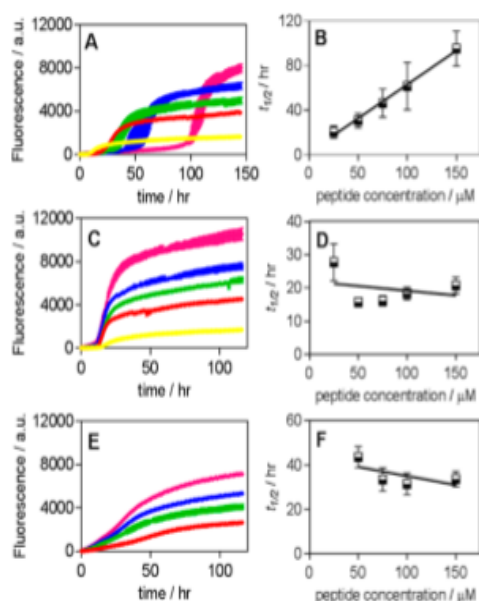 A
Fluorescence / a.u.
12000
8000
4000
0
0 50 100 150
time / hr
B
t1/2 / hr
120
80
40
0
0 50 100 150
peptide concentration / μM
C
Fluorescence / a.u.
12000
8000
4000
0
0 50 100
time / hr
D
t1/2 / hr
40
30
20
10
0
0 50 100 150
peptide concentration / μM
E
Fluorescence / a.u.
12000
8000
4000
0
0 50 100
time / hr
F
t1/2 / hr
60
40
20
0
0 50 100 150
peptide concentration / μM